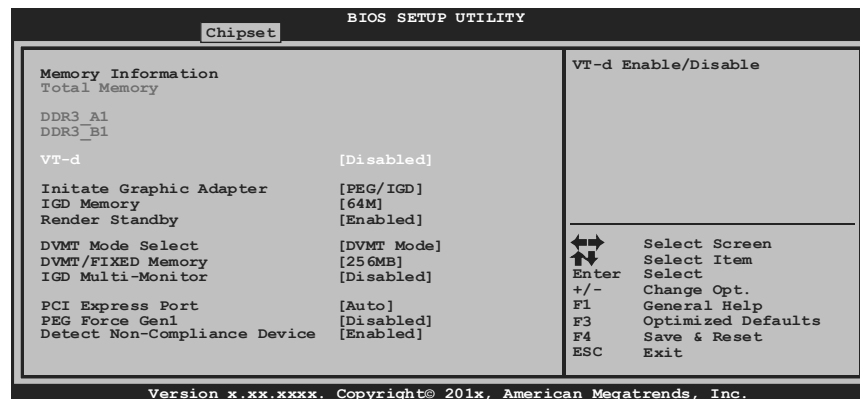 BIOS SETUP UTILITY
Chipset
Memory Information
Total Memory
DDR3_A1
DDR3_B1
VT-d [Disabled]
Initate Graphic Adapter [PEG/IGD]
IGD Memory [64M]
Render Standby [Enabled]
DVMT Mode Select [DVMT Mode]
DVMT/FIXED Memory [256MB]
IGD Multi-Monitor [Disabled]
PCI Express Port [Auto]
PEG Force Gen1 [Disabled]
Detect Non-Compliance Device [Enabled]
VT-d Enable/Disable
Select Screen
Select Item
Enter Select
+/- Change Opt.
F1 General Help
F3 Optimized Defaults
F4 Save & Reset
ESC Exit
Version x.xx.xxxx. Copyright© 201x, American Megatrends, Inc.